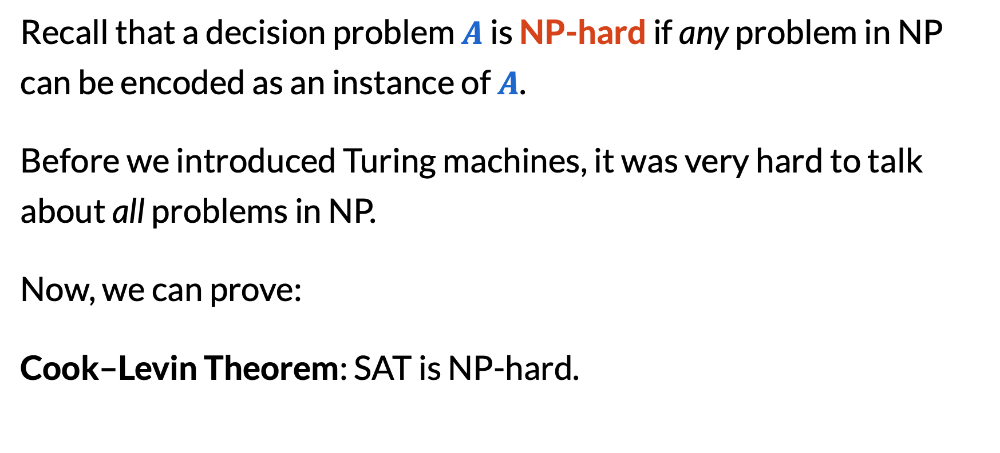 Recall that a decision problem A is NP-hard if any problem in NP
can be encoded as an instance of A.
Before we introduced Turing machines, it was very hard to talk
about all problems in NP.
Now, we can prove:
Cook–Levin Theorem: SAT is NP-hard.